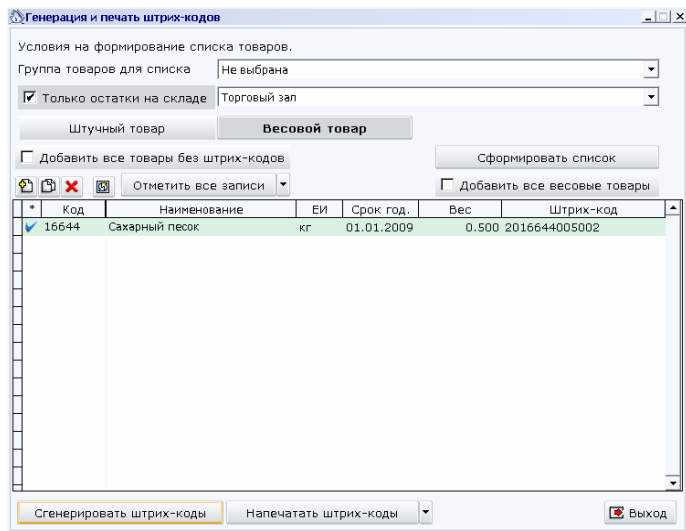 Генерация и печать штрих-кодов
Условия на формирование списка товаров.
Группа товаров для списка Не выбрана
Только остатки на складе Торговый зал
Штучный товар Весовой товар
Добавить все товары без штрих-кодов Сформировать список
Отметить все записи Добавить все весовые товары
* Код Наименование ЕИ Срок год. Вес Штрих-код
16644 Сахарный песок кг 01.01.2009 0.500 2016644005002
Сгенерировать штрих-коды Напечатать штрих-коды Выход